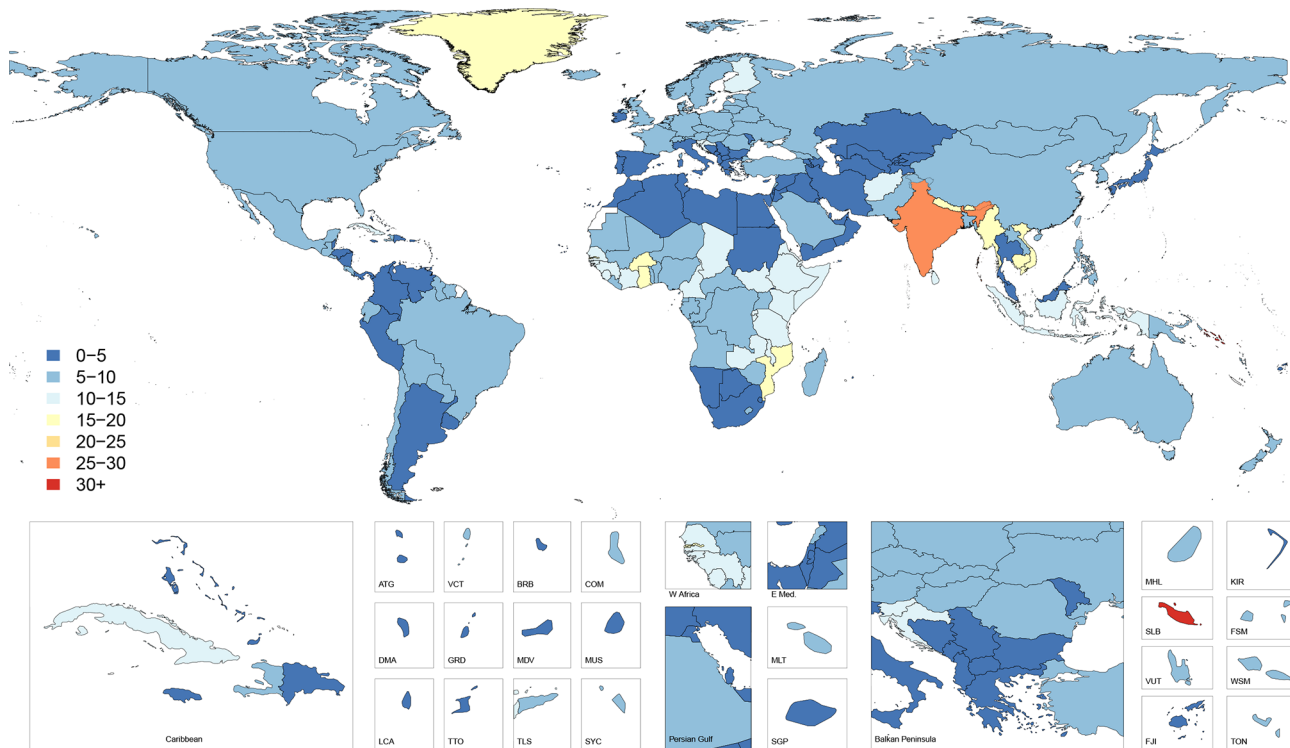 0−5
5−10
10−15
15−20
20−25
25−30
30+
ATG
VCT
BRB
COM
W Africa
E Med.
MHL
KIR
DMA
GRD
MDV
MUS
MLT
SLB
FSM
VUT
WSM
LCA
TTO
TLS
SYC
Caribbean
Persian Gulf
SGP
Balkan Peninsula
FJI
TON